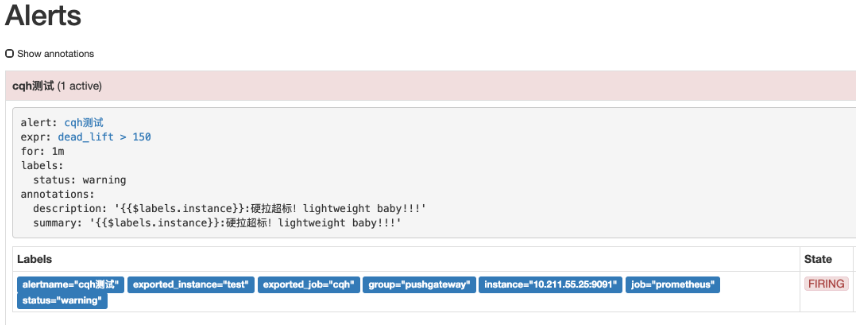 Alerts
Show annotations
cqh测试 (1 active)
alert: cqh测试
expr: dead_lift > 150
for: 1m
labels:
  status: warning
annotations:
  description: '{{$labels.instance}}:硬拉超标! lightweight baby!!!'
  summary: '{{$labels.instance}}:硬拉超标! lightweight baby!!!'
Labels State
alertname="cqh测试" exported_instance="test" exported_job="cqh" group="pushgateway" instance="10.211.55.25:9091" job="prometheus" FIRING
status="warning"